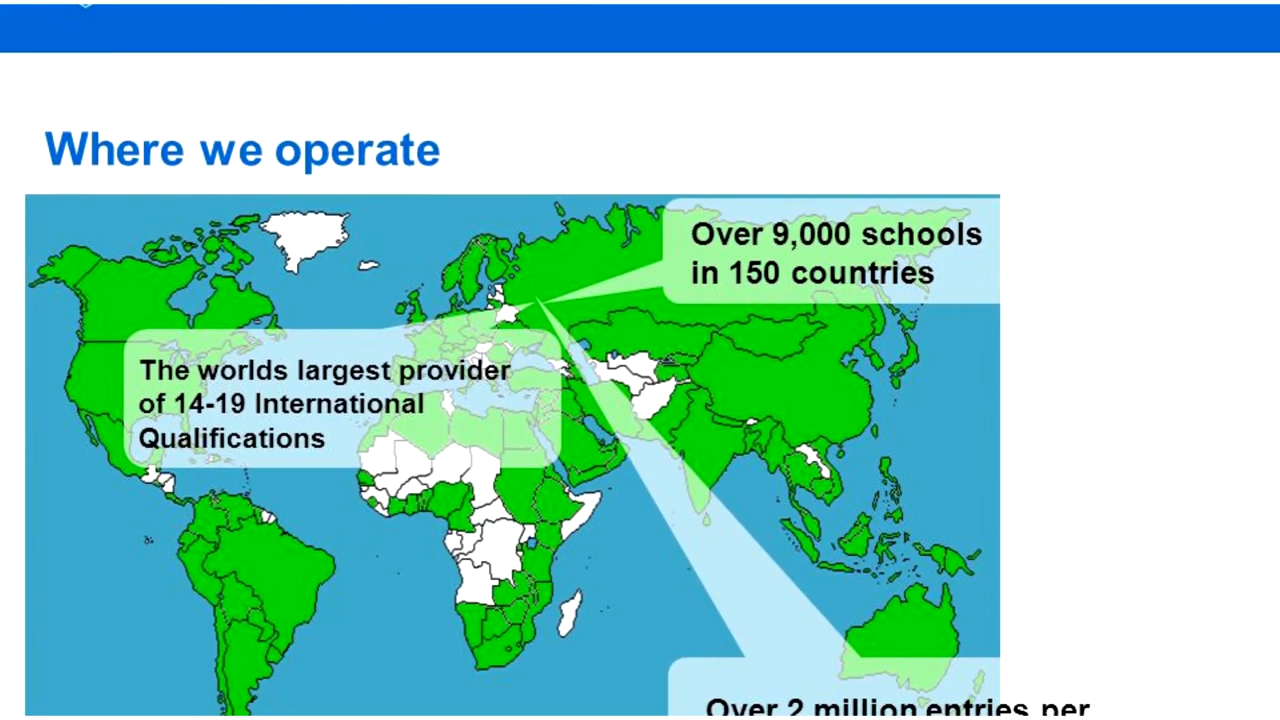 Where we operate
Over 9,000 schools
in 150 countries
The worlds largest provider
of 14-19 International
Qualifications
Over 2 million entries per